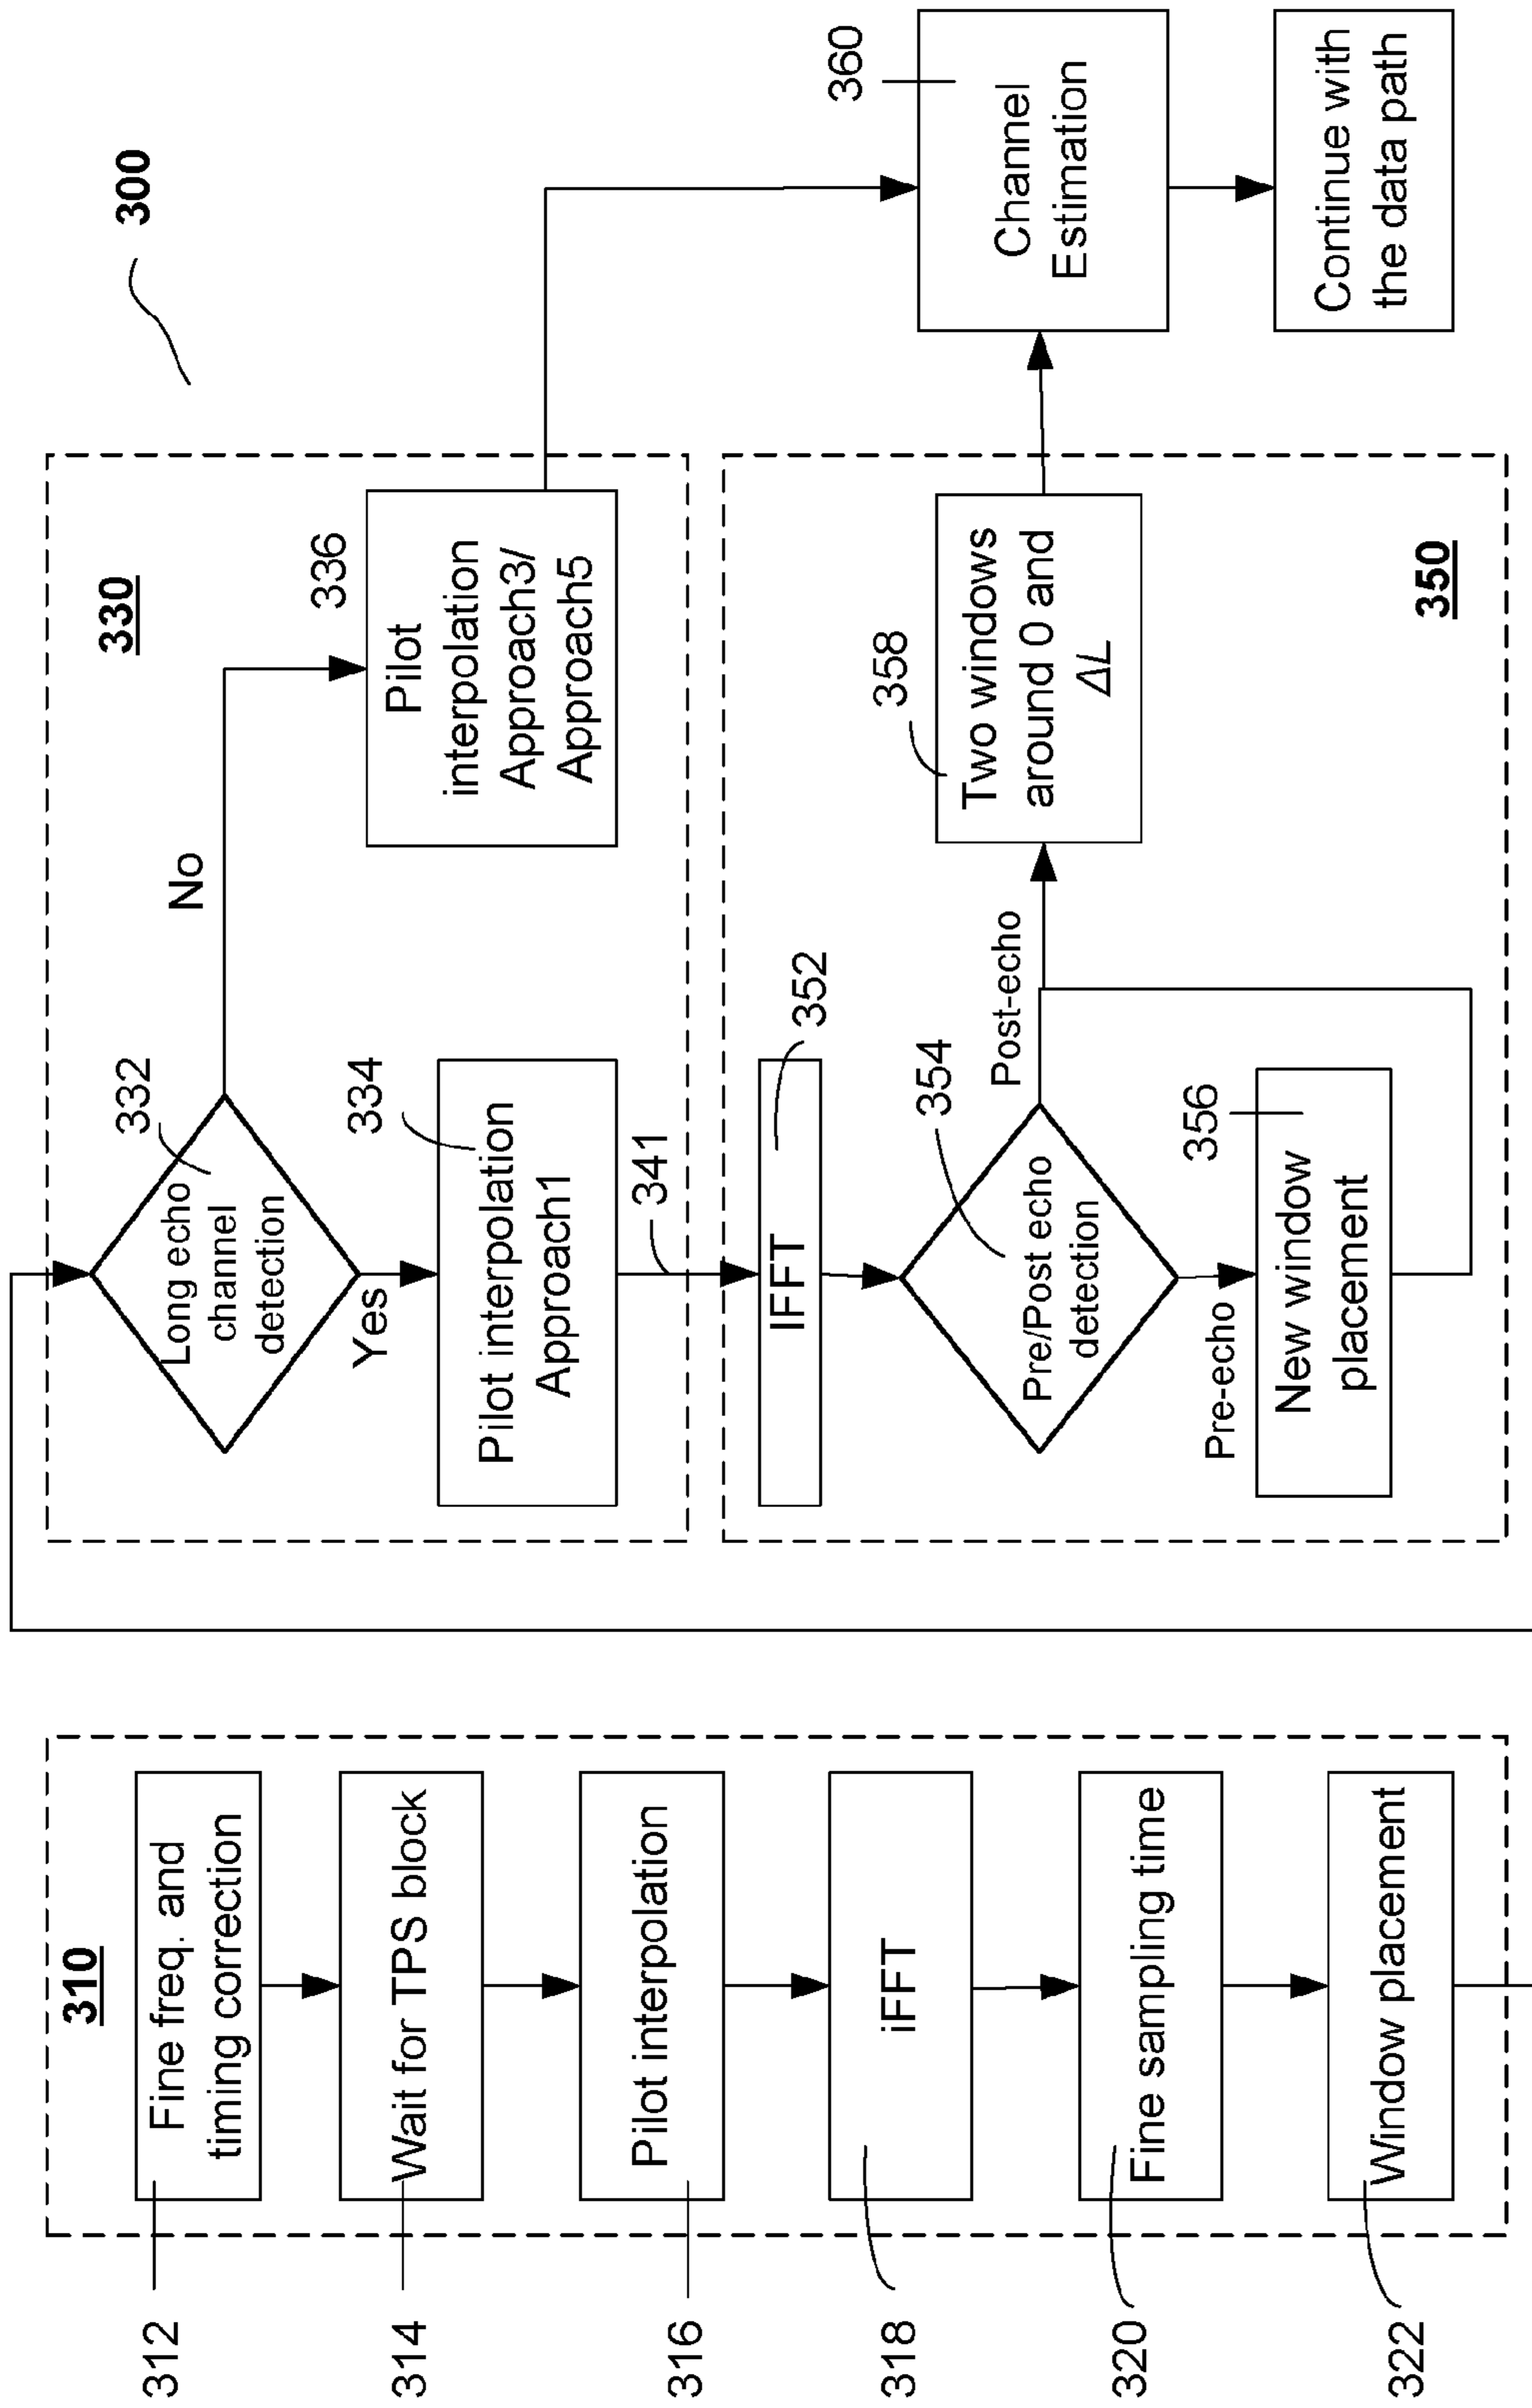 300
310
312
Fine freq. and
timing correction
314
Wait for TPS block
316
Pilot interpolation
318
iFFT
320
Fine sampling time
322
Window placement
330
332
Long echo
channel
detection
No
Yes
334
Pilot interpolation
Approach1
336
Pilot
interpolation
Approach3/
Approach5
341
350
IFFT
352
354
Pre/Post echo
detection
Post-echo
Pre-echo
356
New window
placement
358
Two windows
around 0 and
ΔL
360
Channel
Estimation
Continue with
the data path